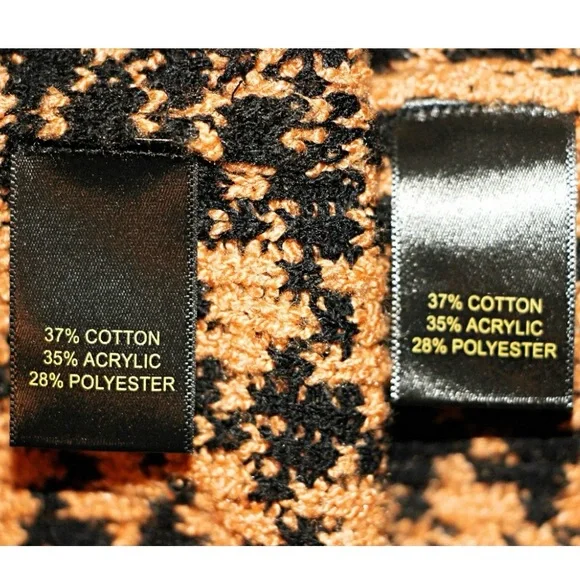 37% COTTON
35% ACRYLIC
28% POLYESTER
37% COTTON
35% ACRYLIC
28% POLYESTER